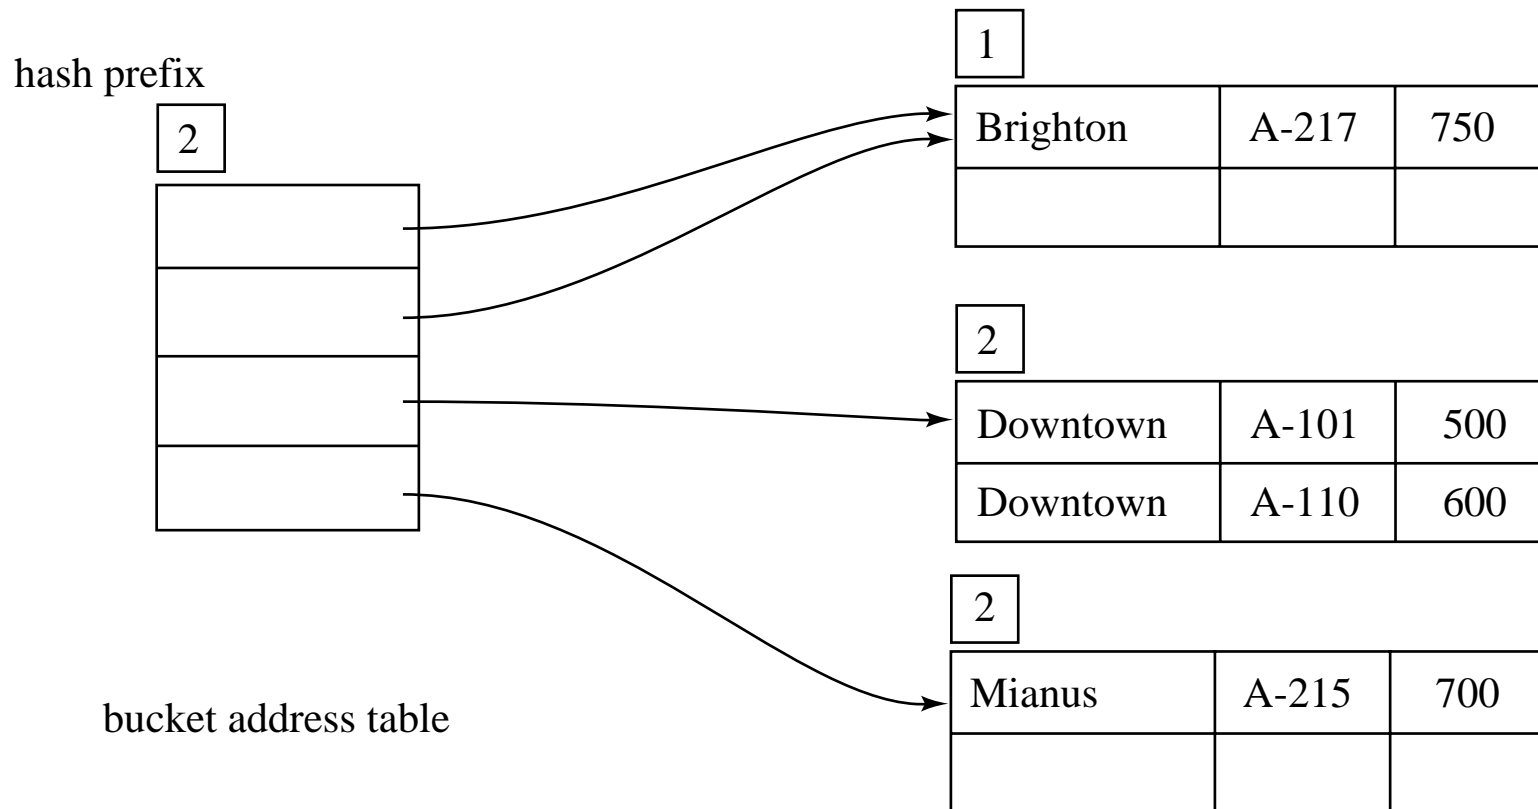 hash prefix
2
bucket address table
1
Brighton A-217 750
2
Downtown A-101 500
Downtown A-110 600
2
Mianus A-215 700